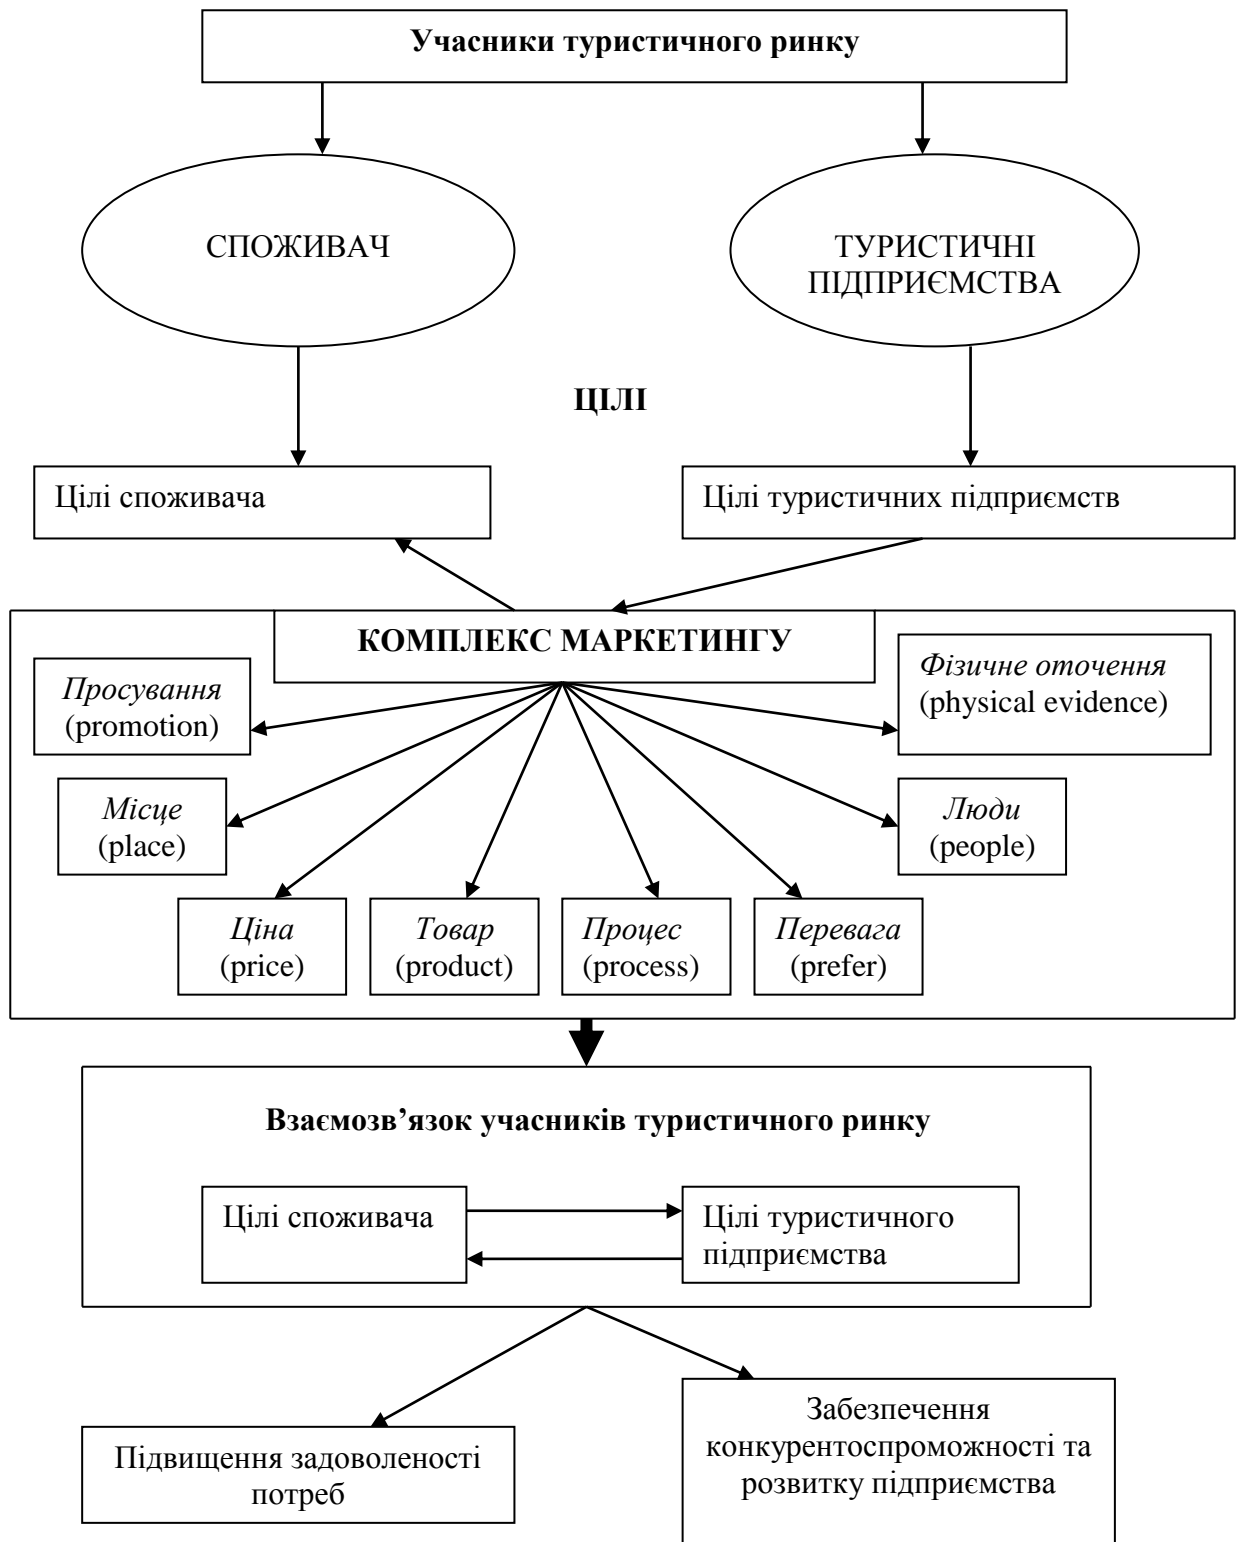 Учасники туристичного ринку
СПОЖИВАЧ
ТУРИСТИЧНІ
ПІДПРИЄМСТВА
ЦІЛІ
Цілі споживача
Цілі туристичних підприємств
КОМПЛЕКС МАРКЕТИНГУ
Просування
(promotion)
Фізичне оточення
(physical evidence)
Місце
(place)
Люди
(people)
Ціна
(price)
Товар
(product)
Процес
(process)
Перевага
(prefer)
Взаємозв’язок учасників туристичного ринку
Цілі споживача
Цілі туристичного
підприємства
Підвищення задоволеності
потреб
Забезпечення
конкурентоспроможності та
розвитку підприємства